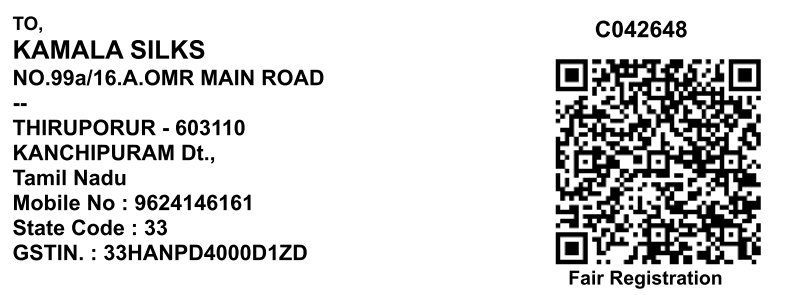 TO,
KAMALA SILKS
NO.99a/16.A.OMR MAIN ROAD
--
THIRUPORUR - 603110
KANCHIPURAM Dt.,
Tamil Nadu
Mobile No : 9624146161
State Code : 33
GSTIN. : 33HANPD4000D1ZD
C042648
Fair Registration